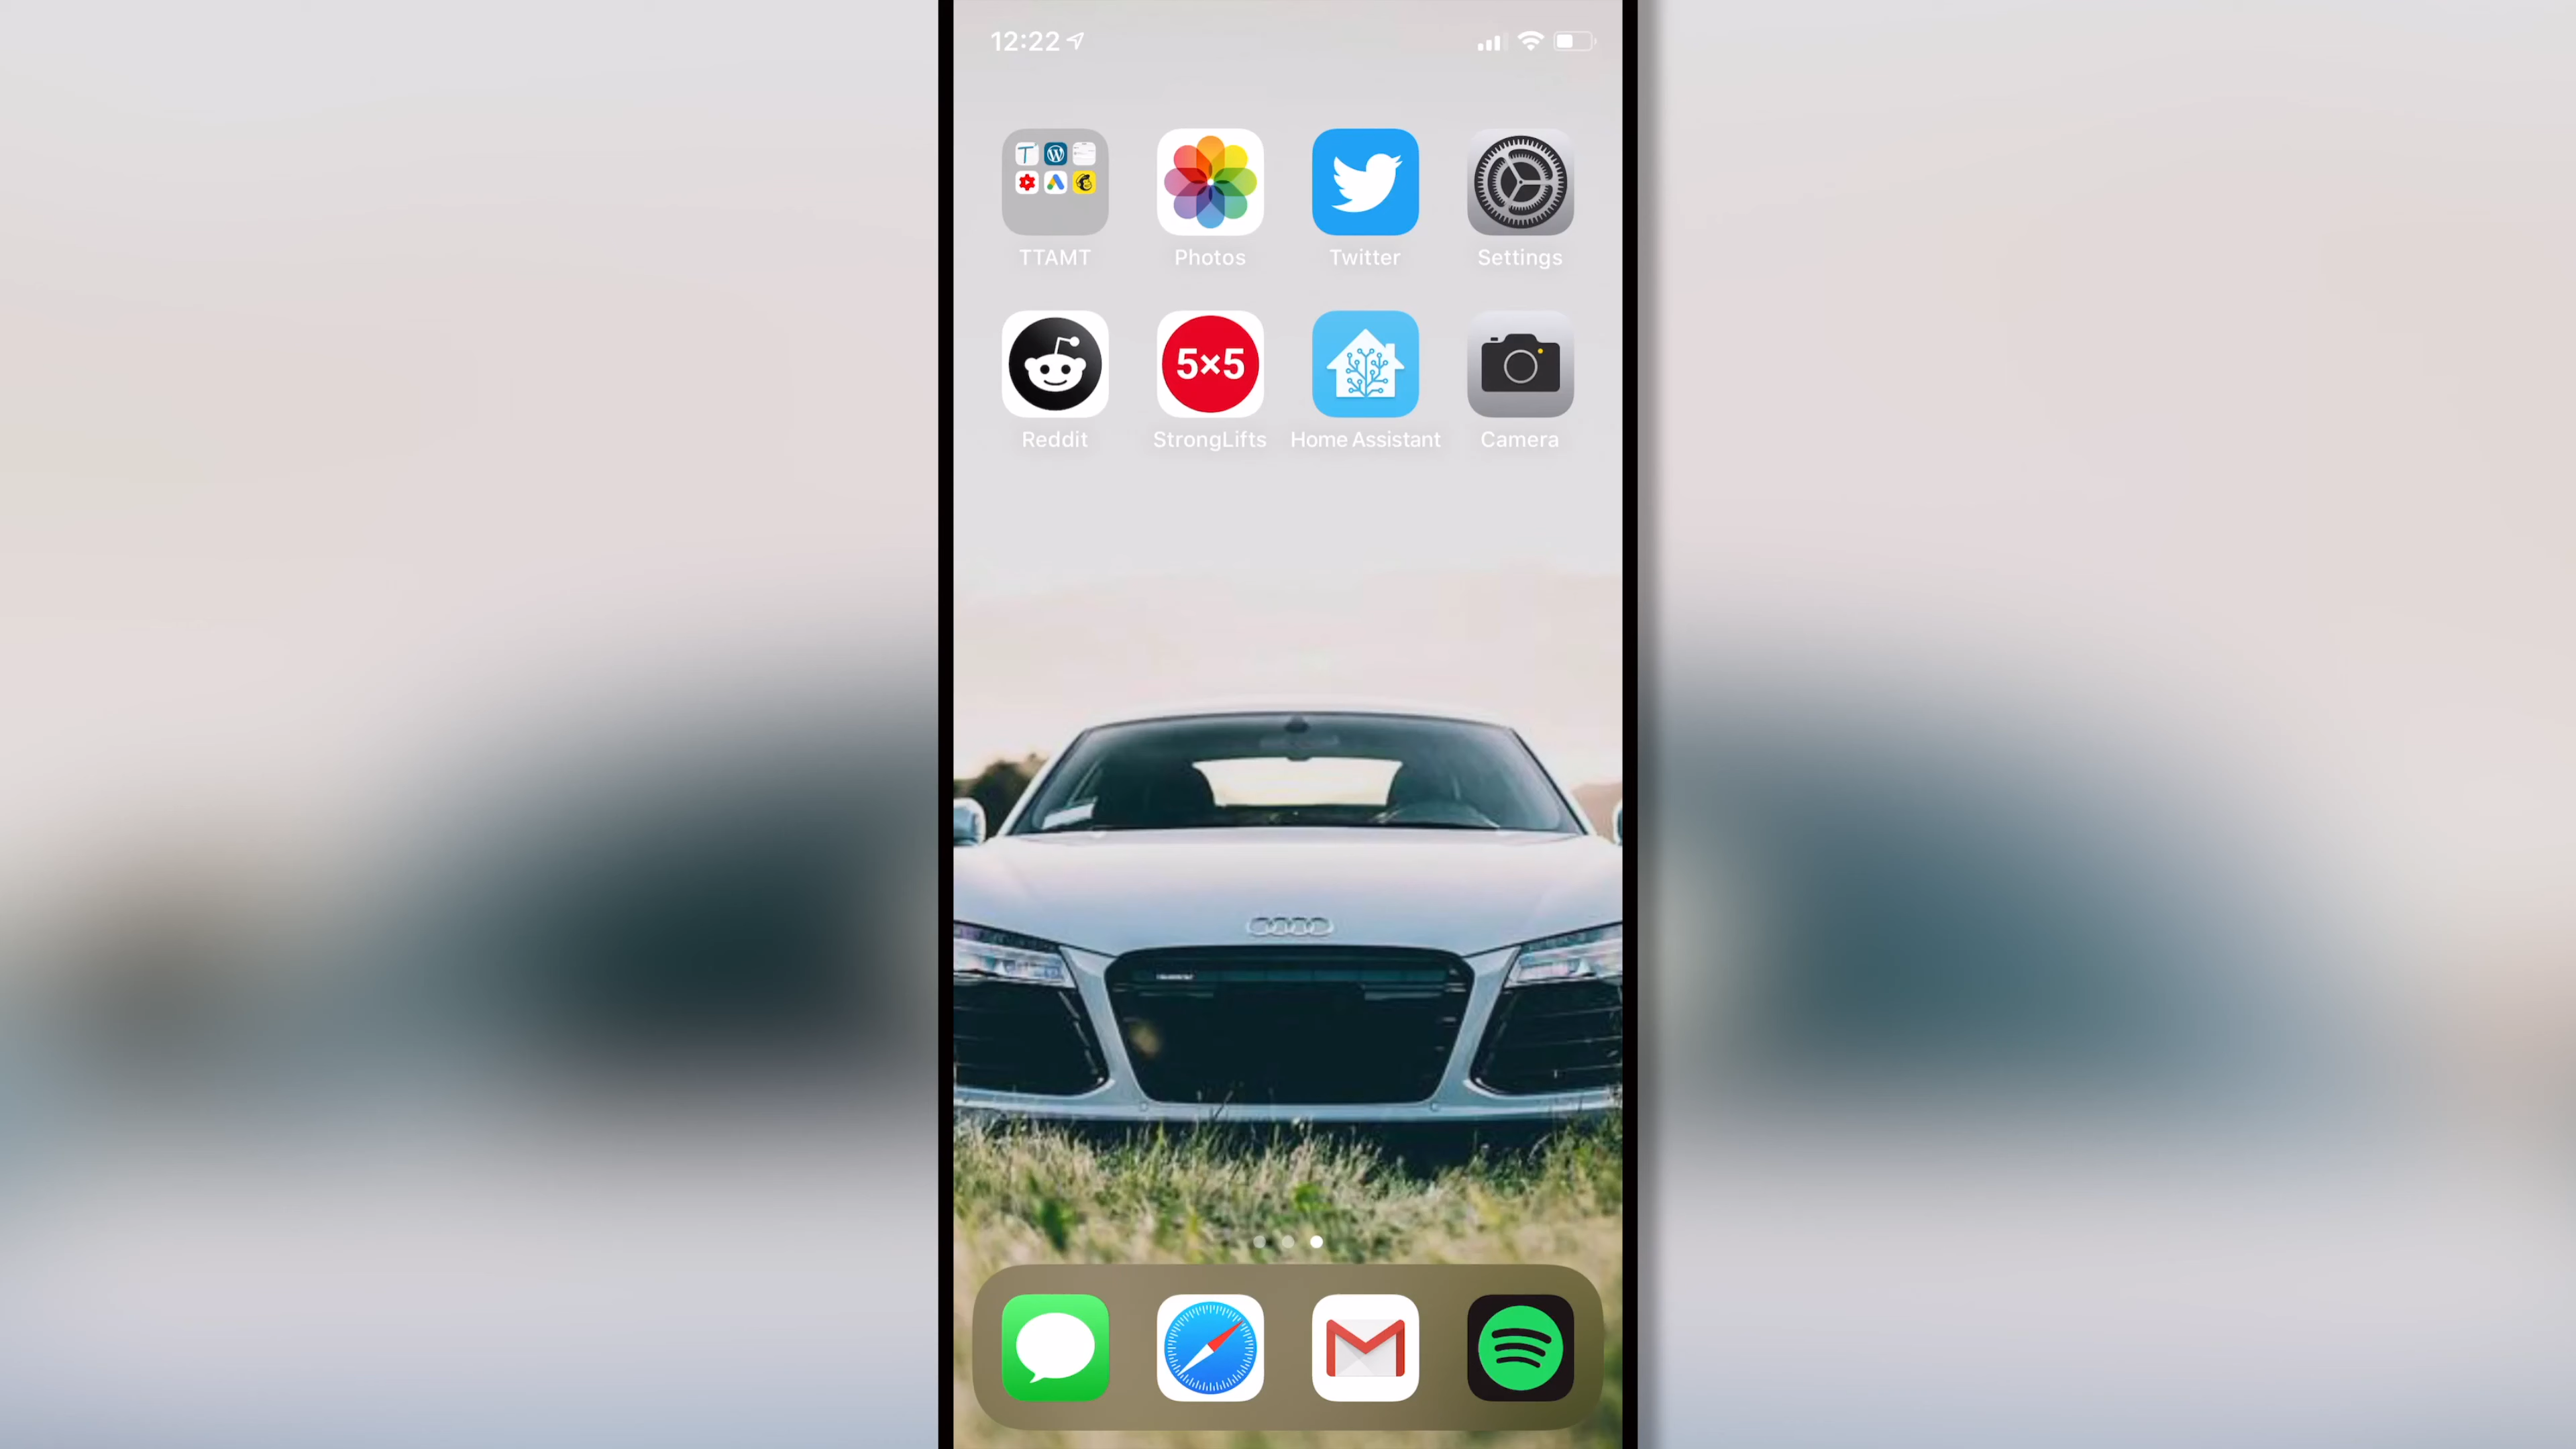 12:22
TTAMT
Photos
Twitter
Settings
5×5
Reddit
StrongLifts
Home Assistant
Camera